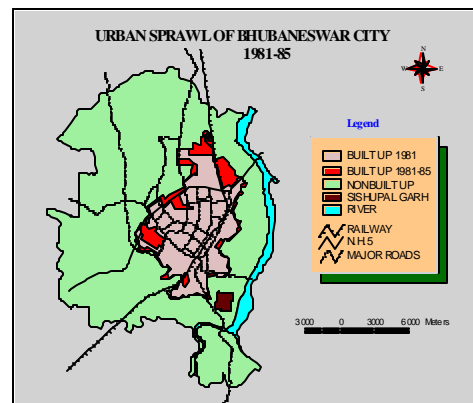 URBAN SPRAWL OF BHUBANESWAR CITY
1981-85
N
W E
S
Legend
BUILT UP 1981
BUILT UP 1981-85
NONBUILT UP
SISHUPAL GARH
RIVER
RAILWAY
N.H.5
MAJOR ROADS
3000 0 3000 6000 Meters